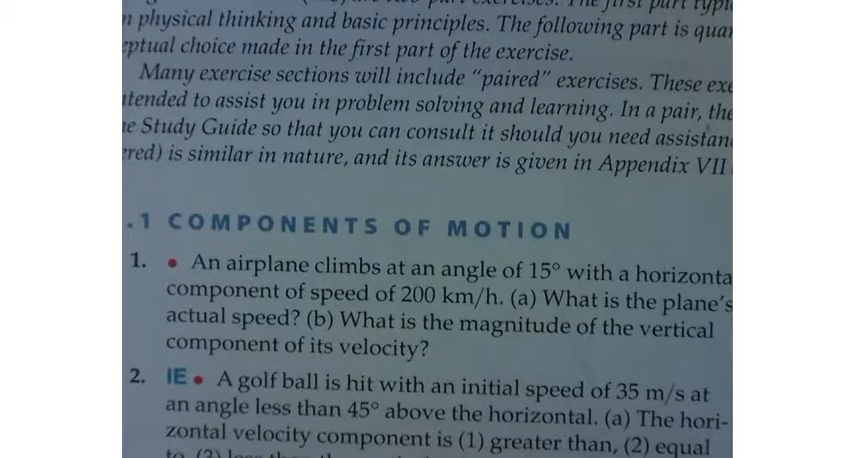 n physical thinking and basic principles. The following part is quan
eptual choice made in the first part of the exercise.
Many exercise sections will include “paired” exercises. These exe
ntended to assist you in problem solving and learning. In a pair, the
he Study Guide so that you can consult it should you need assistan
ered) is similar in nature, and its answer is given in Appendix VII
.1 COMPONENTS OF MOTION
1. • An airplane climbs at an angle of 15° with a horizonta
component of speed of 200 km/h. (a) What is the plane’s
actual speed? (b) What is the magnitude of the vertical
component of its velocity?
2. IE • A golf ball is hit with an initial speed of 35 m/s at
an angle less than 45° above the horizontal. (a) The hori-
zontal velocity component is (1) greater than, (2) equal